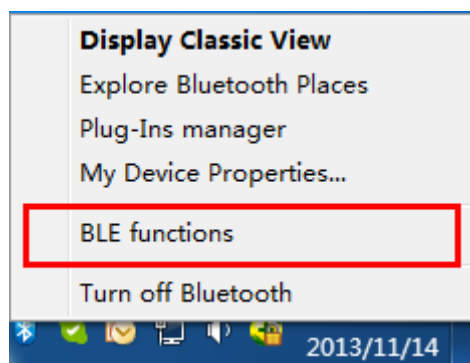 Display Classic View
Explore Bluetooth Places
Plug-Ins manager
My Device Properties...
BLE functions
Turn off Bluetooth
2013/11/14